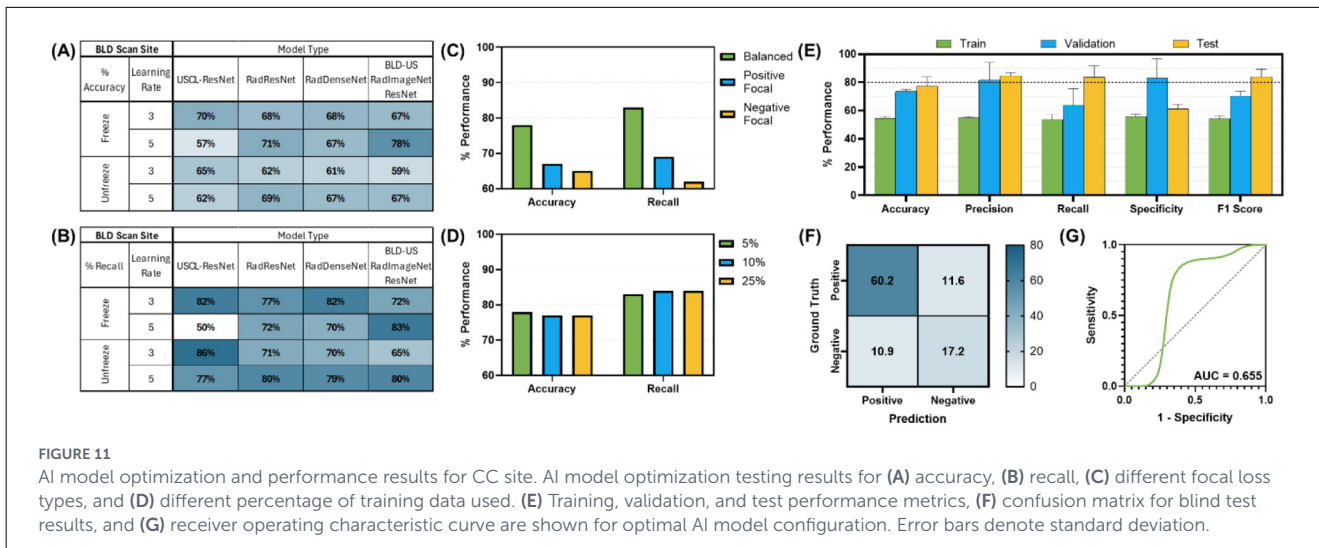 (A)
BLD Scan Site Model Type
% Accuracy Learning Rate USCL-ResNet RadResNet RadDenseNet BLD-US RadImageNet ResNet
Freeze 3 70% 68% 68% 67%
5 57% 71% 67% 78%
Unfreeze 3 65% 62% 61% 59%
5 62% 69% 67% 67%
(B)
BLD Scan Site Model Type
% Recall Learning Rate USCL-ResNet RadResNet RadDenseNet BLD-US RadImageNet ResNet
Freeze 3 82% 77% 82% 72%
5 50% 72% 70% 83%
Unfreeze 3 86% 71% 70% 65%
5 77% 80% 79% 80%
(C)
% Performance
100
90
80
70
60
Accuracy Recall
Balanced
Positive Focal
Negative Focal
(D)
% Performance
100
90
80
70
60
Accuracy Recall
5%
10%
25%
(E)
Train Validation Test
% Performance
100
80
60
40
20
0
Accuracy Precision Recall Specificity F1 Score
(F)
Ground Truth
Positive 60.2 11.6
Negative 10.9 17.2
Positive Negative
Prediction
80
60
40
20
0
(G)
Sensitivity
1.0
0.5
0.0
AUC = 0.655
0.0 0.5 1.0
1 - Specificity
FIGURE 11
AI model optimization and performance results for CC site. AI model optimization testing results for (A) accuracy, (B) recall, (C) different focal loss
types, and (D) different percentage of training data used. (E) Training, validation, and test performance metrics, (F) confusion matrix for blind test
results, and (G) receiver operating characteristic curve are shown for optimal AI model configuration. Error bars denote standard deviation.